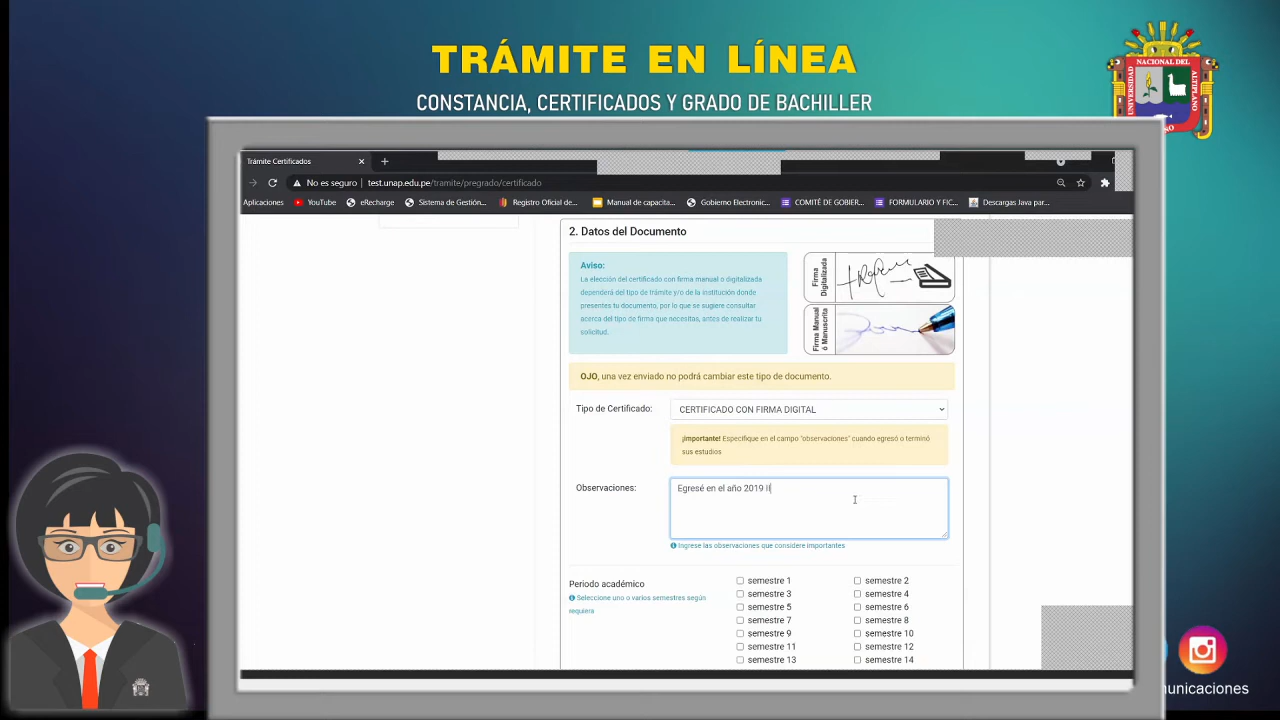 TRÁMITE EN LÍNEA
CONSTANCIA, CERTIFICADOS Y GRADO DE BACHILLER
UNIVERSIDAD NACIONAL DEL ALTIPLANO
Trámite Certificados
No es seguro | test.unap.edu.pe/tramite/pregrado/certificado
Aplicaciones YouTube eRecharge Sistema de Gestión... Registro Oficial de... Manual de capacita... Gobierno Electronic... COMITÉ DE GOBIER... FORMULARIO Y FIC... Descargas Java par...
2. Datos del Documento
Aviso:
La elección del certificado con firma manual o digitalizada
dependerá del tipo de trámite y/o de la institución donde
presentes tu documento, por lo que se sugiere consultar
acerca del tipo de firma que necesitas, antes de realizar tu
solicitud.
Firma
Digitalizada
Firma Manual
ó Manuscrita
OJO, una vez enviado no podrá cambiar este tipo de documento.
Tipo de Certificado: CERTIFICADO CON FIRMA DIGITAL
¡Importante! Especifique en el campo "observaciones" cuando egresó o terminó
sus estudios
Observaciones: Egresé en el año 2019 II
Ingrese las observaciones que considere importantes
Periodo académico
Seleccione uno o varios semestres según
requiera
semestre 1 semestre 2
semestre 3 semestre 4
semestre 5 semestre 6
semestre 7 semestre 8
semestre 9 semestre 10
semestre 11 semestre 12
semestre 13 semestre 14
municaciones